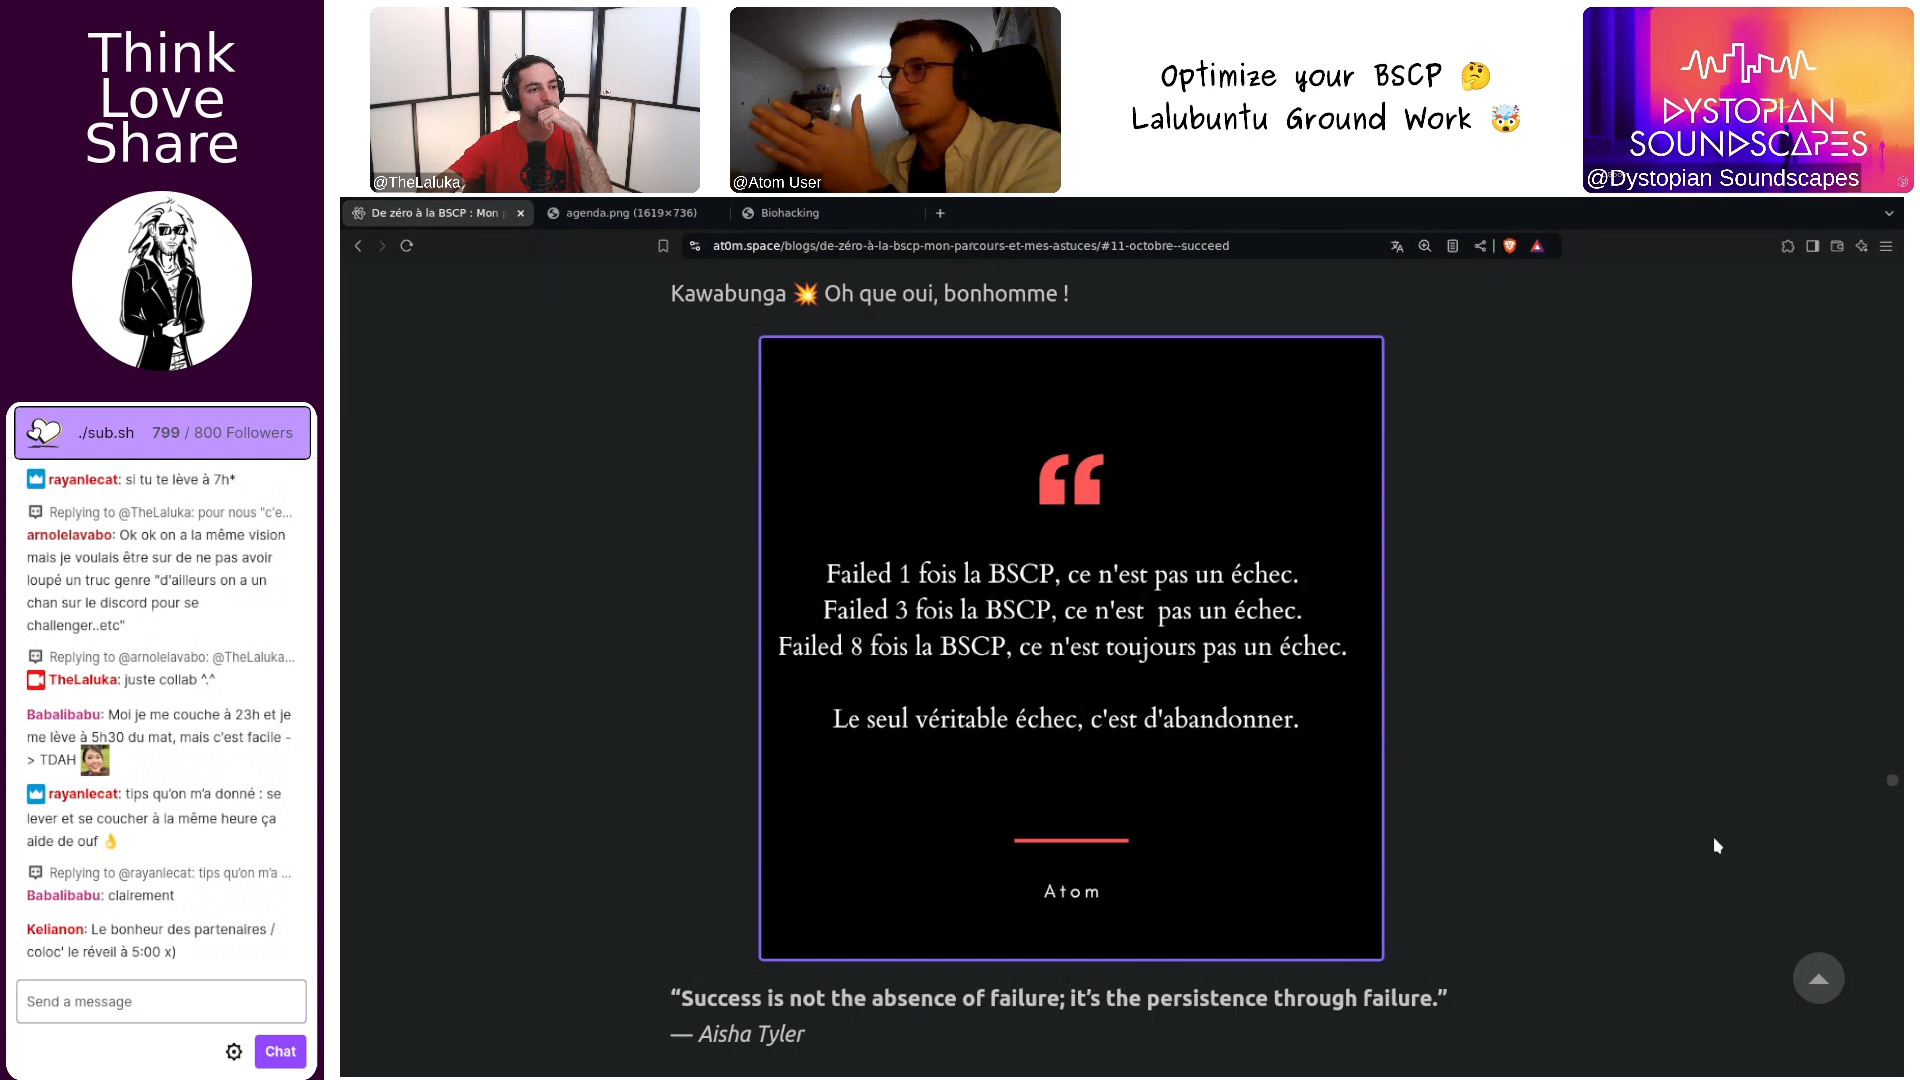 Think
Love
Share
./sub.sh 799 / 800 Followers
rayanlecat: si tu te lève à 7h*
Replying to @TheLaluka: pour nous "c'e...
arnolelavabo: Ok ok on a la même vision
mais je voulais être sur de ne pas avoir
loupé un truc genre "d'ailleurs on a un
chan sur le discord pour se
challenger..etc"
Replying to @arnolelavabo: @TheLaluka...
TheLaluka: juste collab ^.^
Babalibabu: Moi je me couche à 23h et je
me lève à 5h30 du mat, mais c'est facile -
> TDAH
rayanlecat: tips qu'on m'a donné : se
lever et se coucher à la même heure ça
aide de ouf 👌
Replying to @rayanlecat: tips qu'on m'a ...
Babalibabu: clairement
Kelianon: Le bonheur des partenaires /
coloc' le réveil à 5:00 x)
Send a message
Chat
@TheLaluka
@Atom User
Optimize your BSCP 🤔
Lalubuntu Ground Work 🤯
DYSTOPIAN
SOUNDSCAPES
@Dystopian Soundscapes
De zéro à la BSCP : Mon p
agenda.png (1619×736)
Biohacking
at0m.space/blogs/de-zéro-à-la-bscp-mon-parcours-et-mes-astuces/#11-octobre--succeed
Kawabunga 💥 Oh que oui, bonhomme !
“
Failed 1 fois la BSCP, ce n'est pas un échec.
Failed 3 fois la BSCP, ce n'est  pas un échec.
Failed 8 fois la BSCP, ce n'est toujours pas un échec.
Le seul véritable échec, c'est d'abandonner.
Atom
“Success is not the absence of failure; it’s the persistence through failure.”
— Aisha Tyler